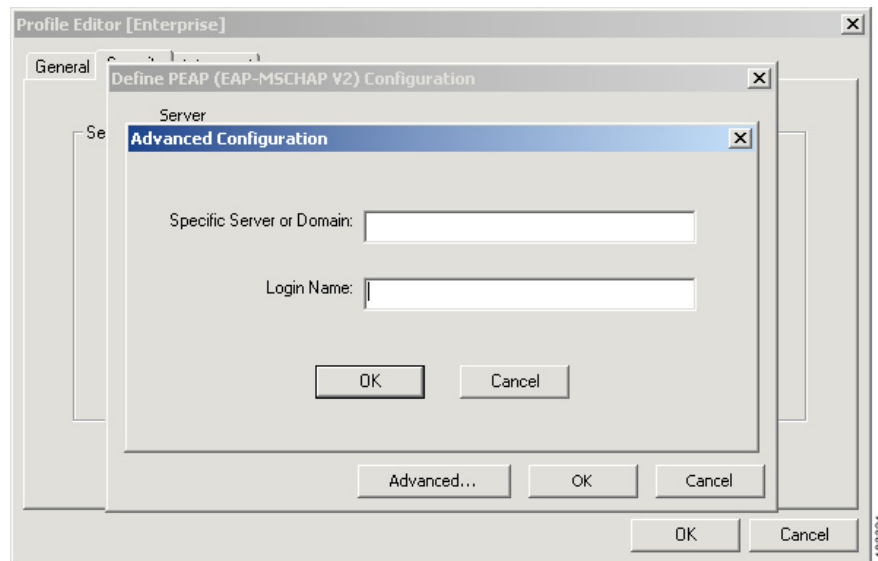 Profile Editor [Enterprise]
General
Define PEAP (EAP-MSCHAP V2) Configuration
Server
Se
Advanced Configuration
Specific Server or Domain:
Login Name:
OK Cancel
Advanced... OK Cancel
OK Cancel